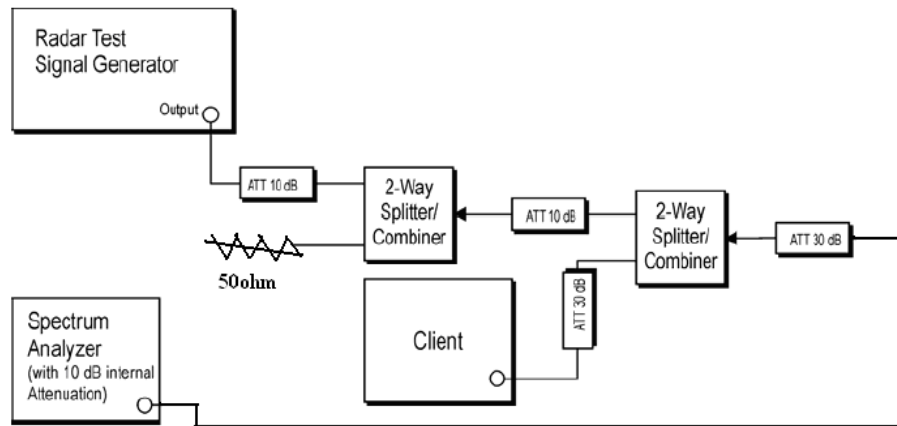 Radar Test
Signal Generator
Output
ATT 10 dB
2-Way
Splitter/
Combiner
ATT 10 dB
2-Way
Splitter/
Combiner
ATT 30 dB
50ohm
ATT 30 dB
Client
Spectrum
Analyzer
(with 10 dB internal
Attenuation)